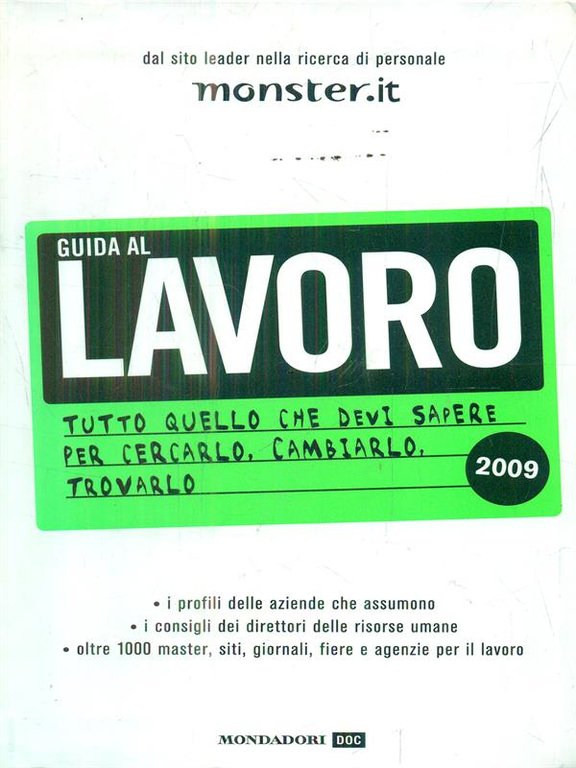 dal sito leader nella ricerca di personale
monster.it
GUIDA AL
LAVORO
TUTTO QUELLO CHE DEVI SAPERE
PER CERCARLO, CAMBIARLO,
TROVARLO
2009
• i profili delle aziende che assumono
• i consigli dei direttori delle risorse umane
• oltre 1000 master, siti, giornali, fiere e agenzie per il lavoro
MONDADORI DOC